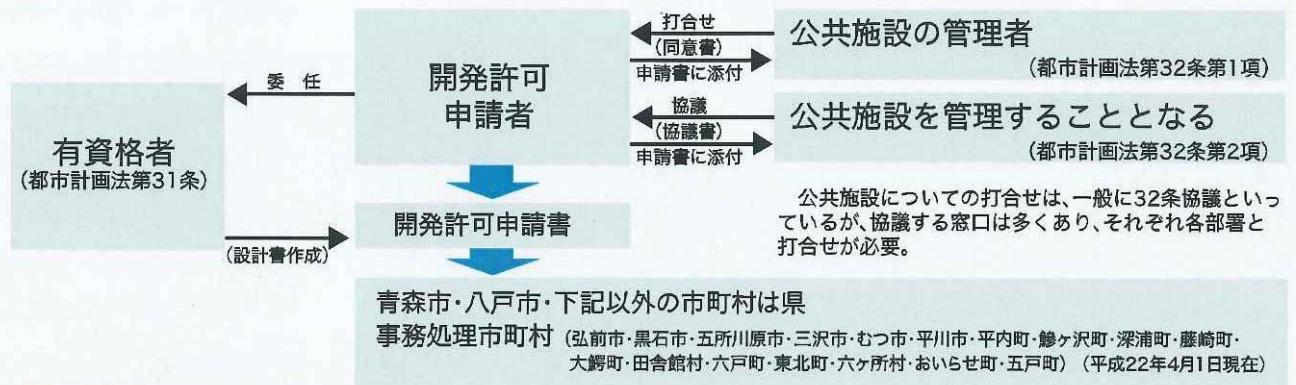 打合せ
(同意書)
申請書に添付
公共施設の管理者
(都市計画法第32条第1項)
委 任
開発許可
申請者
協議
(協議書)
申請書に添付
公共施設を管理することとなる
(都市計画法第32条第2項)
有資格者
(都市計画法第31条)
公共施設についての打合せは、一般に32条協議といっ
ているが、協議する窓口は多くあり、それぞれ各部署と
打合せが必要。
開発許可申請書
(設計書作成)
青森市・八戸市・下記以外の市町村は県
事務処理市町村(弘前市・黒石市・五所川原市・三沢市・むつ市・平川市・平内町・鰺ヶ沢町・深浦町・藤崎町・
大鰐町・田舎館村・六戸町・東北町・六ヶ所村・おいらせ町・五戸町)(平成22年4月1日現在)